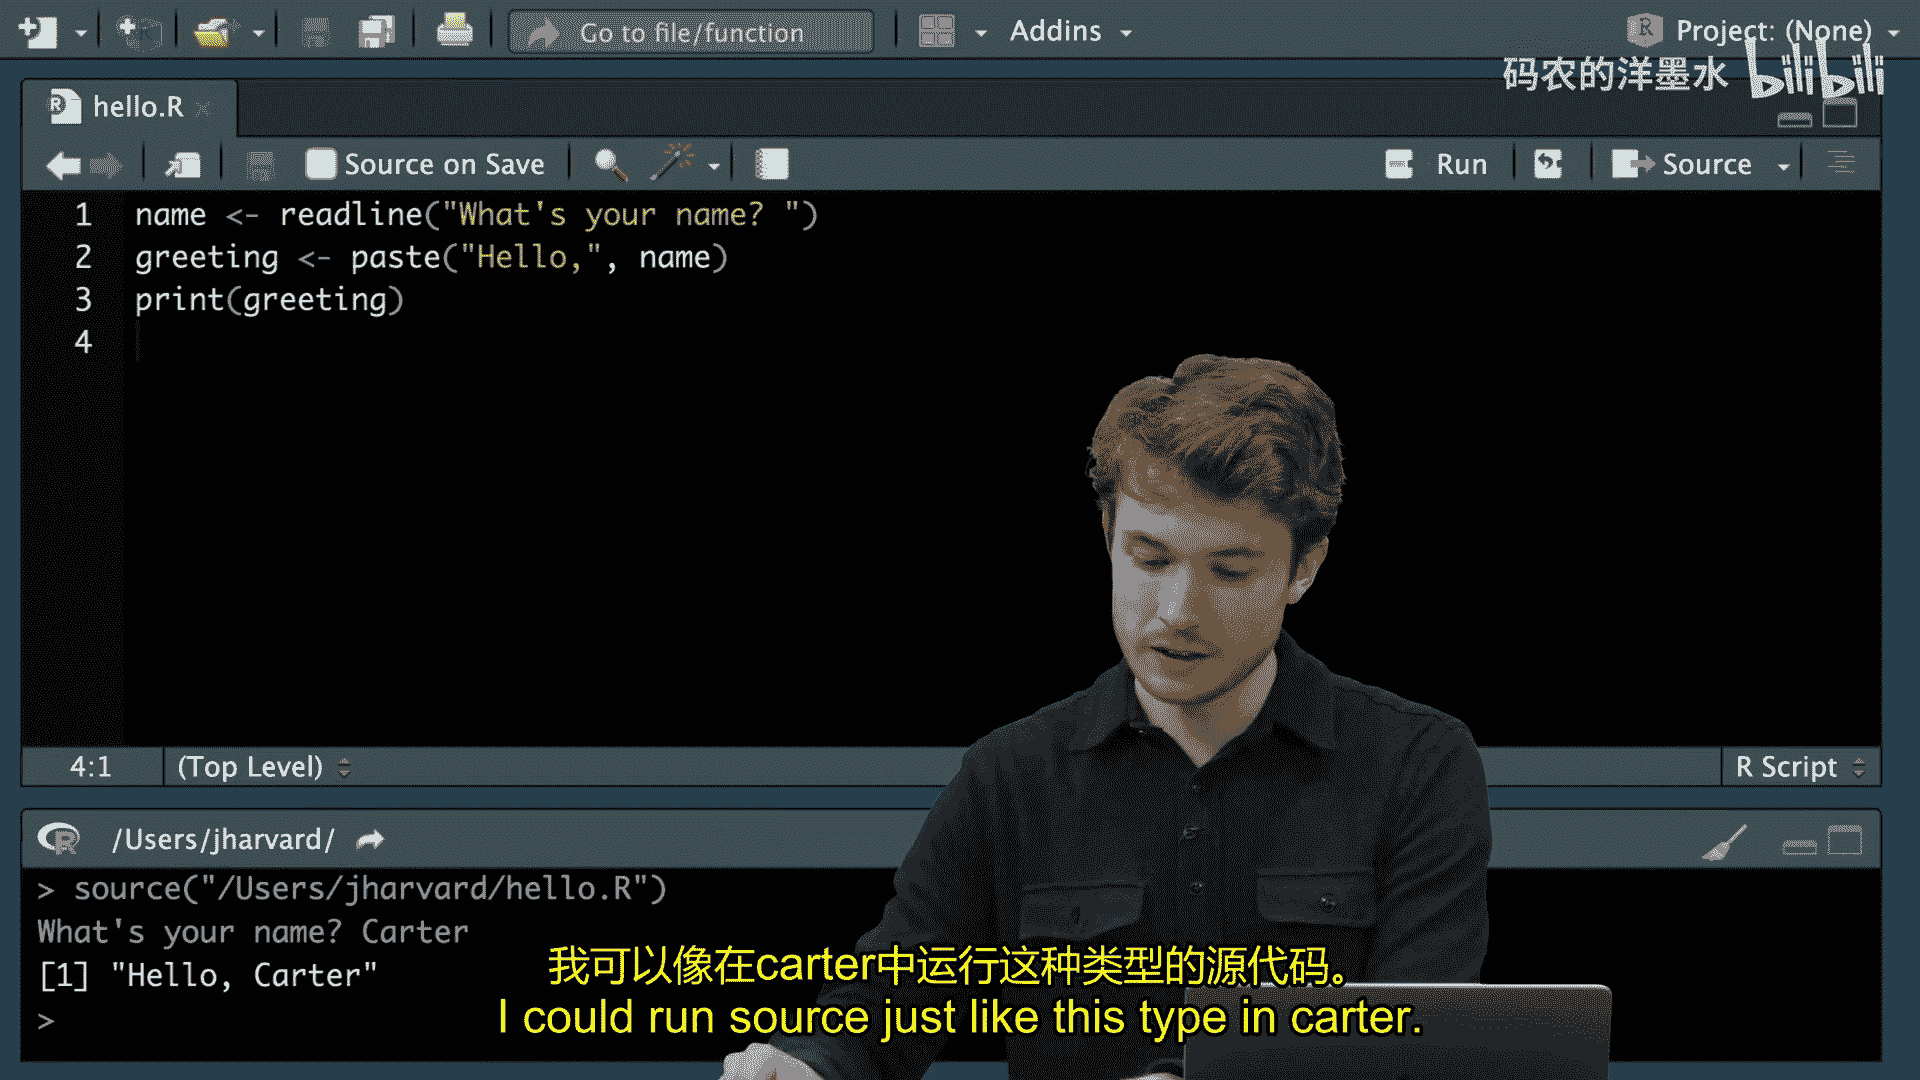 Go to file/function
Addins
Project: (None)
码农的洋墨水 bilibili
hello.R
Source on Save
Run
Source
1 name <- readline("What's your name? ")
2 greeting <- paste("Hello,", name)
3 print(greeting)
4
4:1
(Top Level)
R Script
/Users/jharvard/
> source("/Users/jharvard/hello.R")
What's your name? Carter
[1] "Hello, Carter"
>
我可以像在carter中运行这种类型的源代码。
I could run source just like this type in carter.